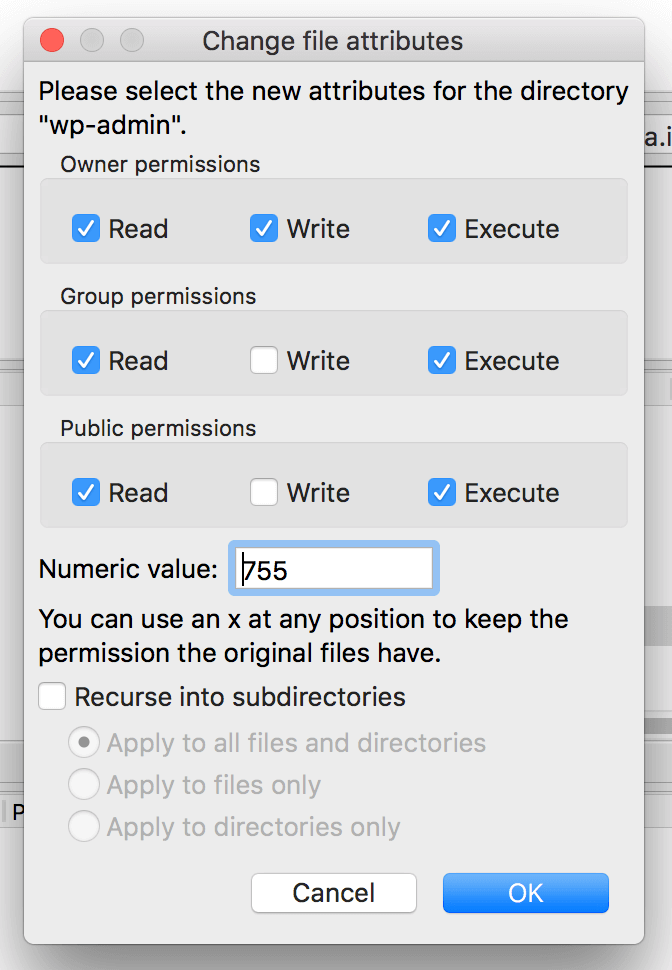 Change file attributes
Please select the new attributes for the directory
"wp-admin".
a.i
Owner permissions
Read Write Execute
Group permissions
Read Write Execute
Public permissions
Read Write Execute
Numeric value: 755
You can use an x at any position to keep the
permission the original files have.
Recurse into subdirectories
Apply to all files and directories
Apply to files only
P
Apply to directories only
Cancel OK